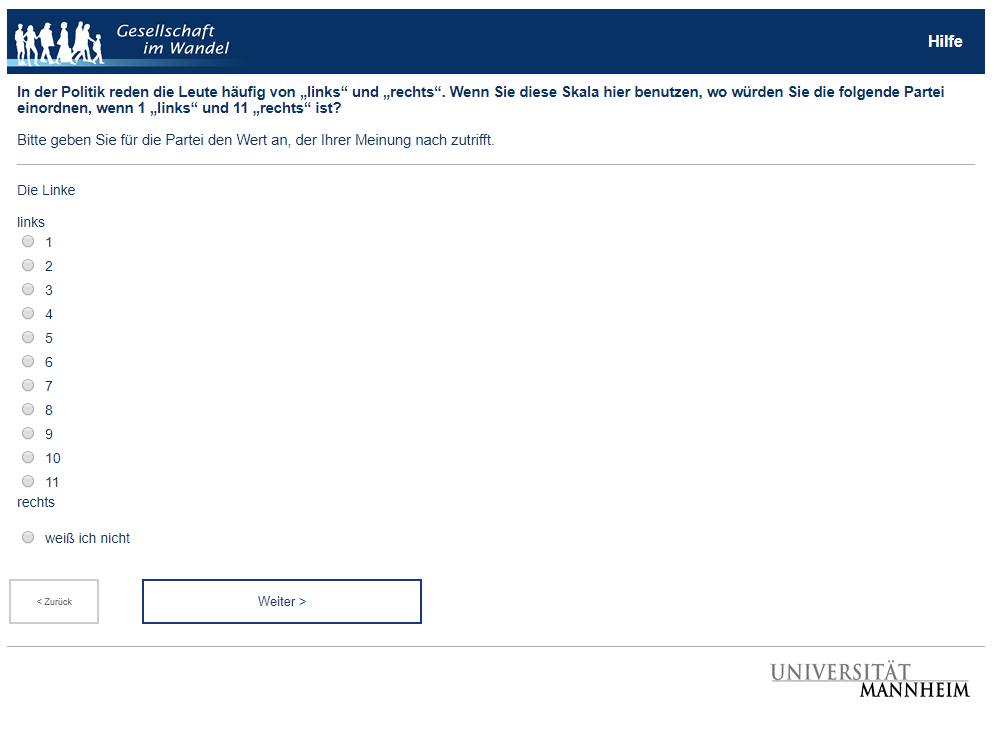 Gesellschaft
im Wandel
Hilfe
In der Politik reden die Leute häufig von „links“ und „rechts“. Wenn Sie diese Skala hier benutzen, wo würden Sie die folgende Partei
einordnen, wenn 1 „links“ und 11 „rechts“ ist?
Bitte geben Sie für die Partei den Wert an, der Ihrer Meinung nach zutrifft.
Die Linke
links
1
2
3
4
5
6
7
8
9
10
11
rechts
weiß ich nicht
< Zurück
Weiter >
UNIVERSITÄT
MANNHEIM